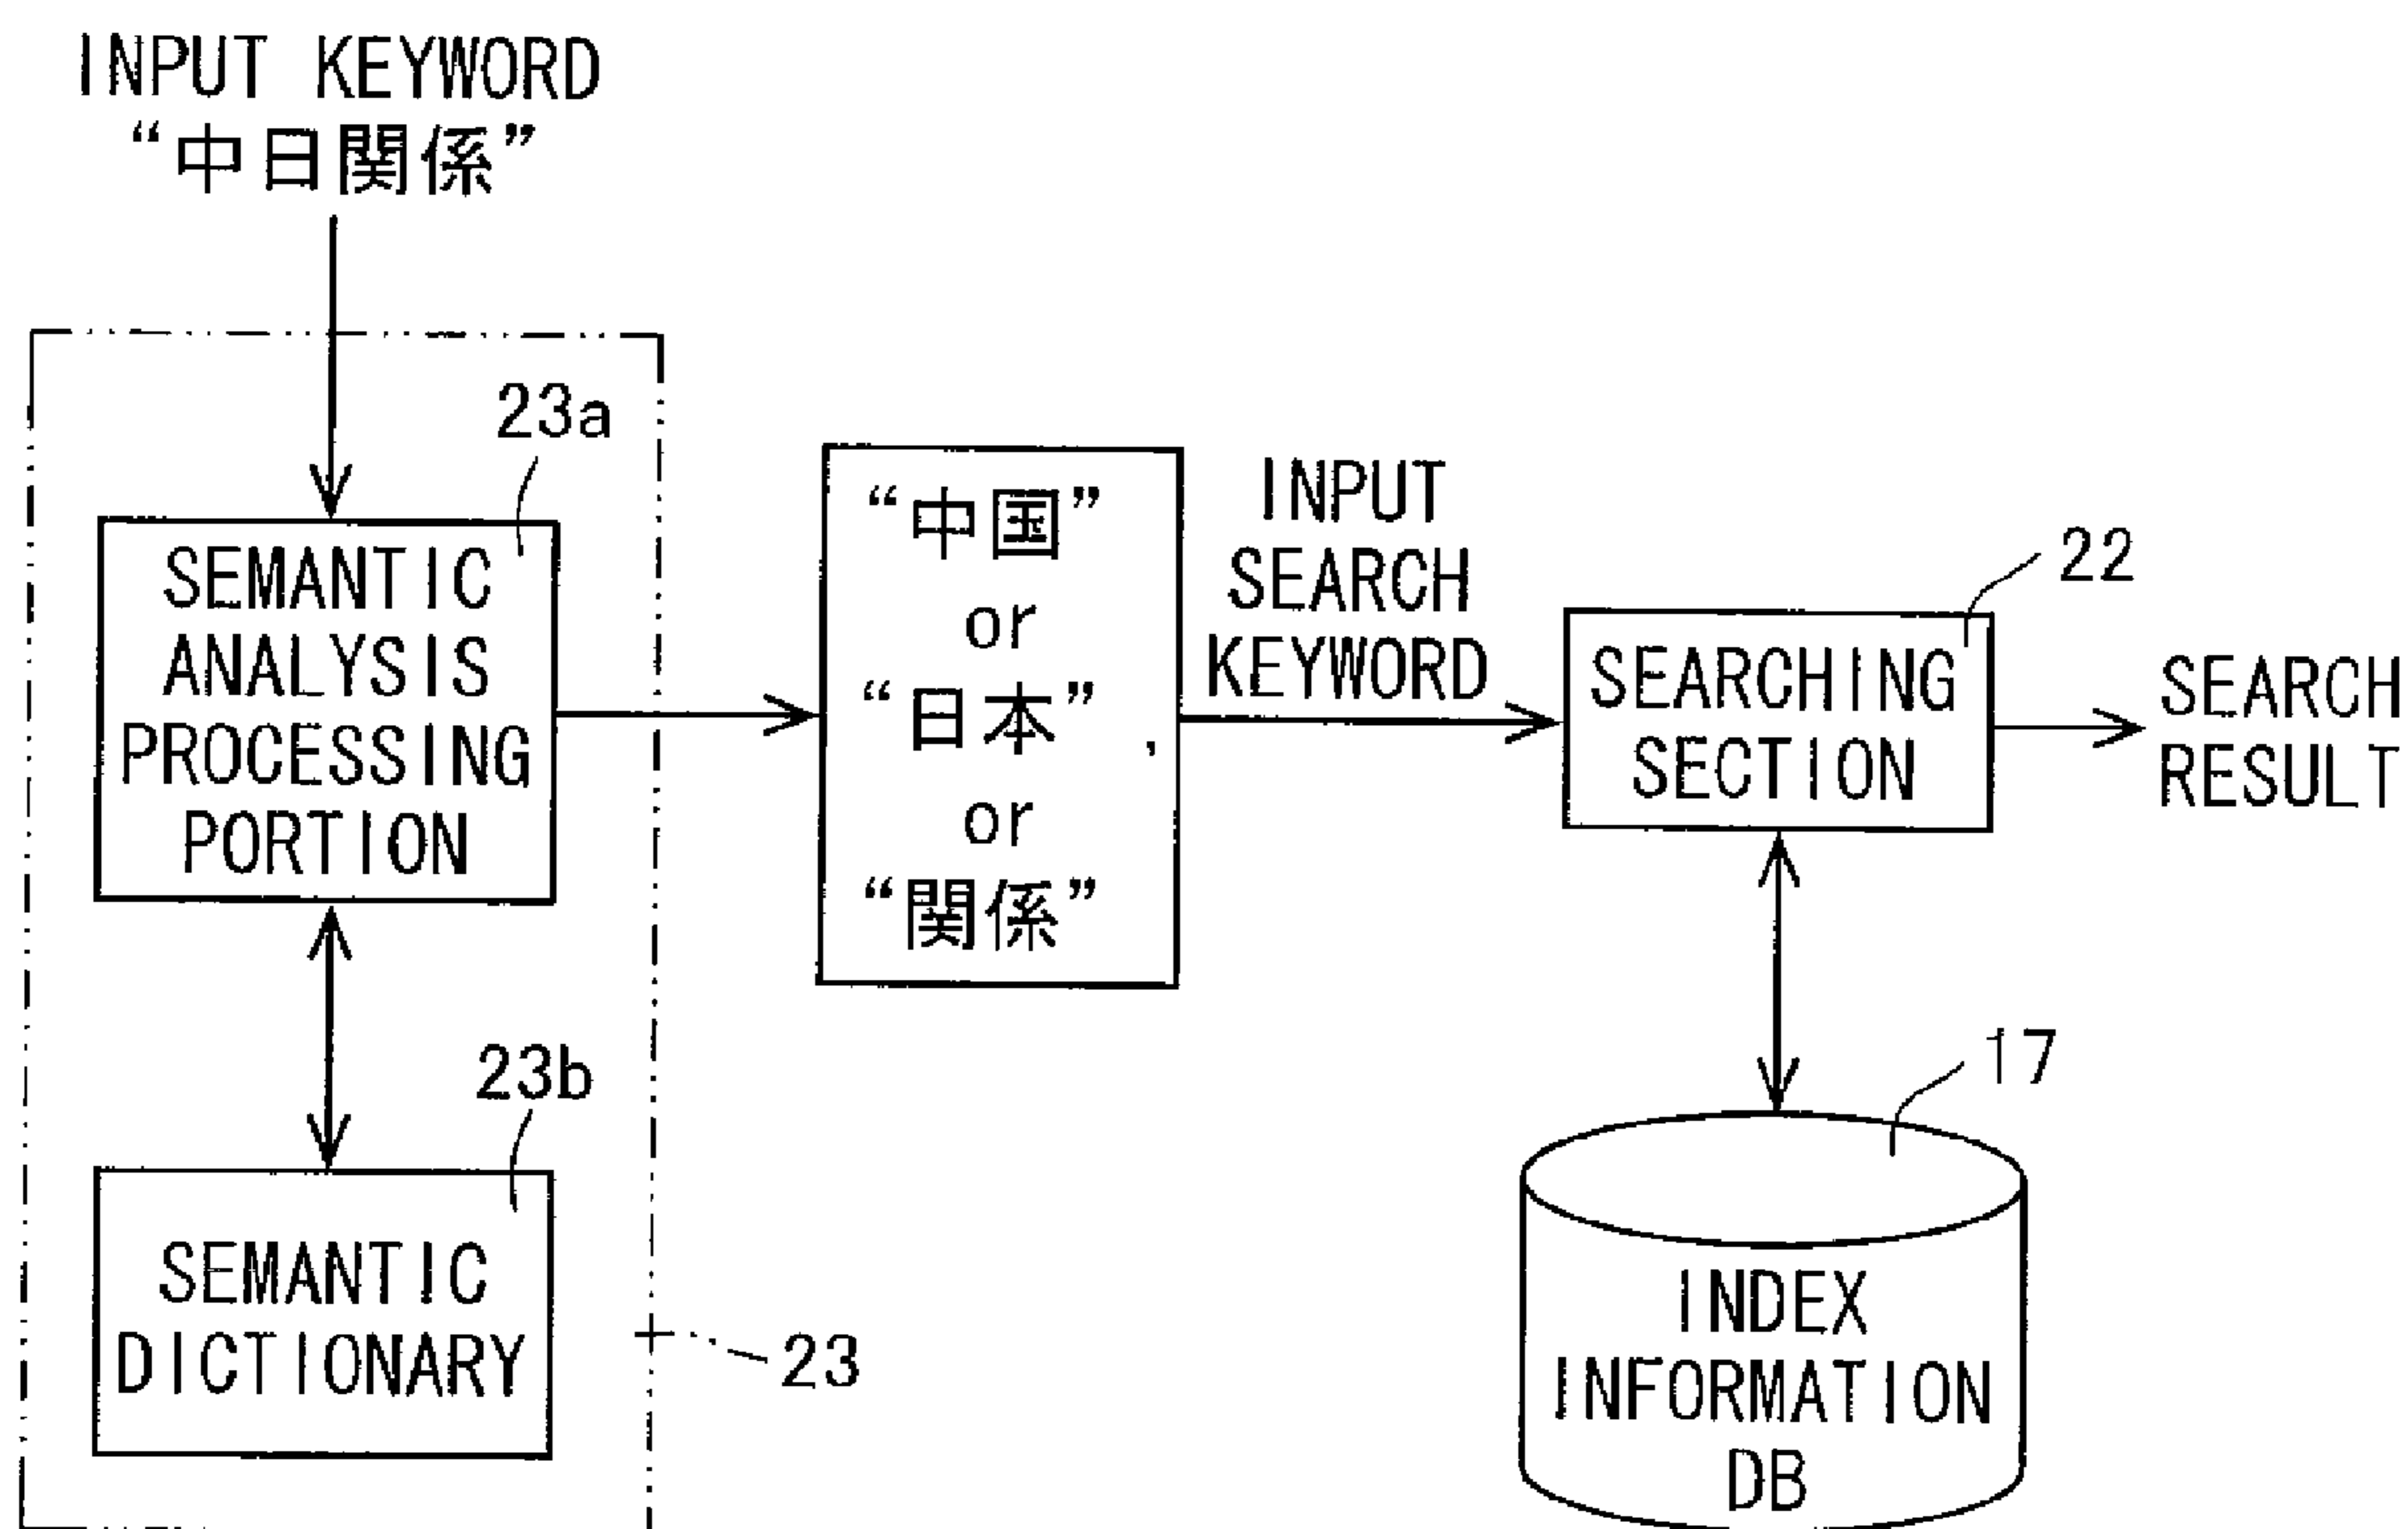 INPUT KEYWORD
“中日関係”
23a
SEMANTIC
ANALYSIS
PROCESSING
PORTION
23b
SEMANTIC
DICTIONARY
23
“中国”
or
“日本”,
or
“関係”
INPUT
SEARCH
KEYWORD
22
SEARCHING
SECTION
SEARCH
RESULT
17
INDEX
INFORMATION
DB